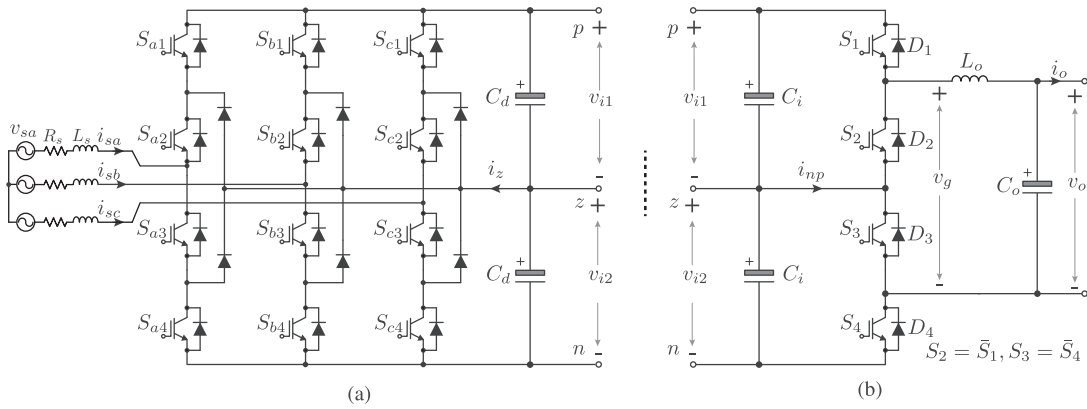 S_{a1} S_{b1} S_{c1} p + v_{i1} -
S_{a2} S_{b2} S_{c2} C_d +
v_{sa} R_s L_s i_{sa}
i_{sb} i_z z
i_{sc}
S_{a3} S_{b3} S_{c3} C_d + + v_{i2} -
S_{a4} S_{b4} S_{c4} n
(a)
p + v_{i1} - C_i + S_1 D_1 L_o i_o
S_2 D_2 + v_g - C_o + + v_o -
z i_{np}
+ v_{i2} - C_i + S_3 D_3
n S_4 D_4
S_2 = \bar{S}_1, S_3 = \bar{S}_4
(b)